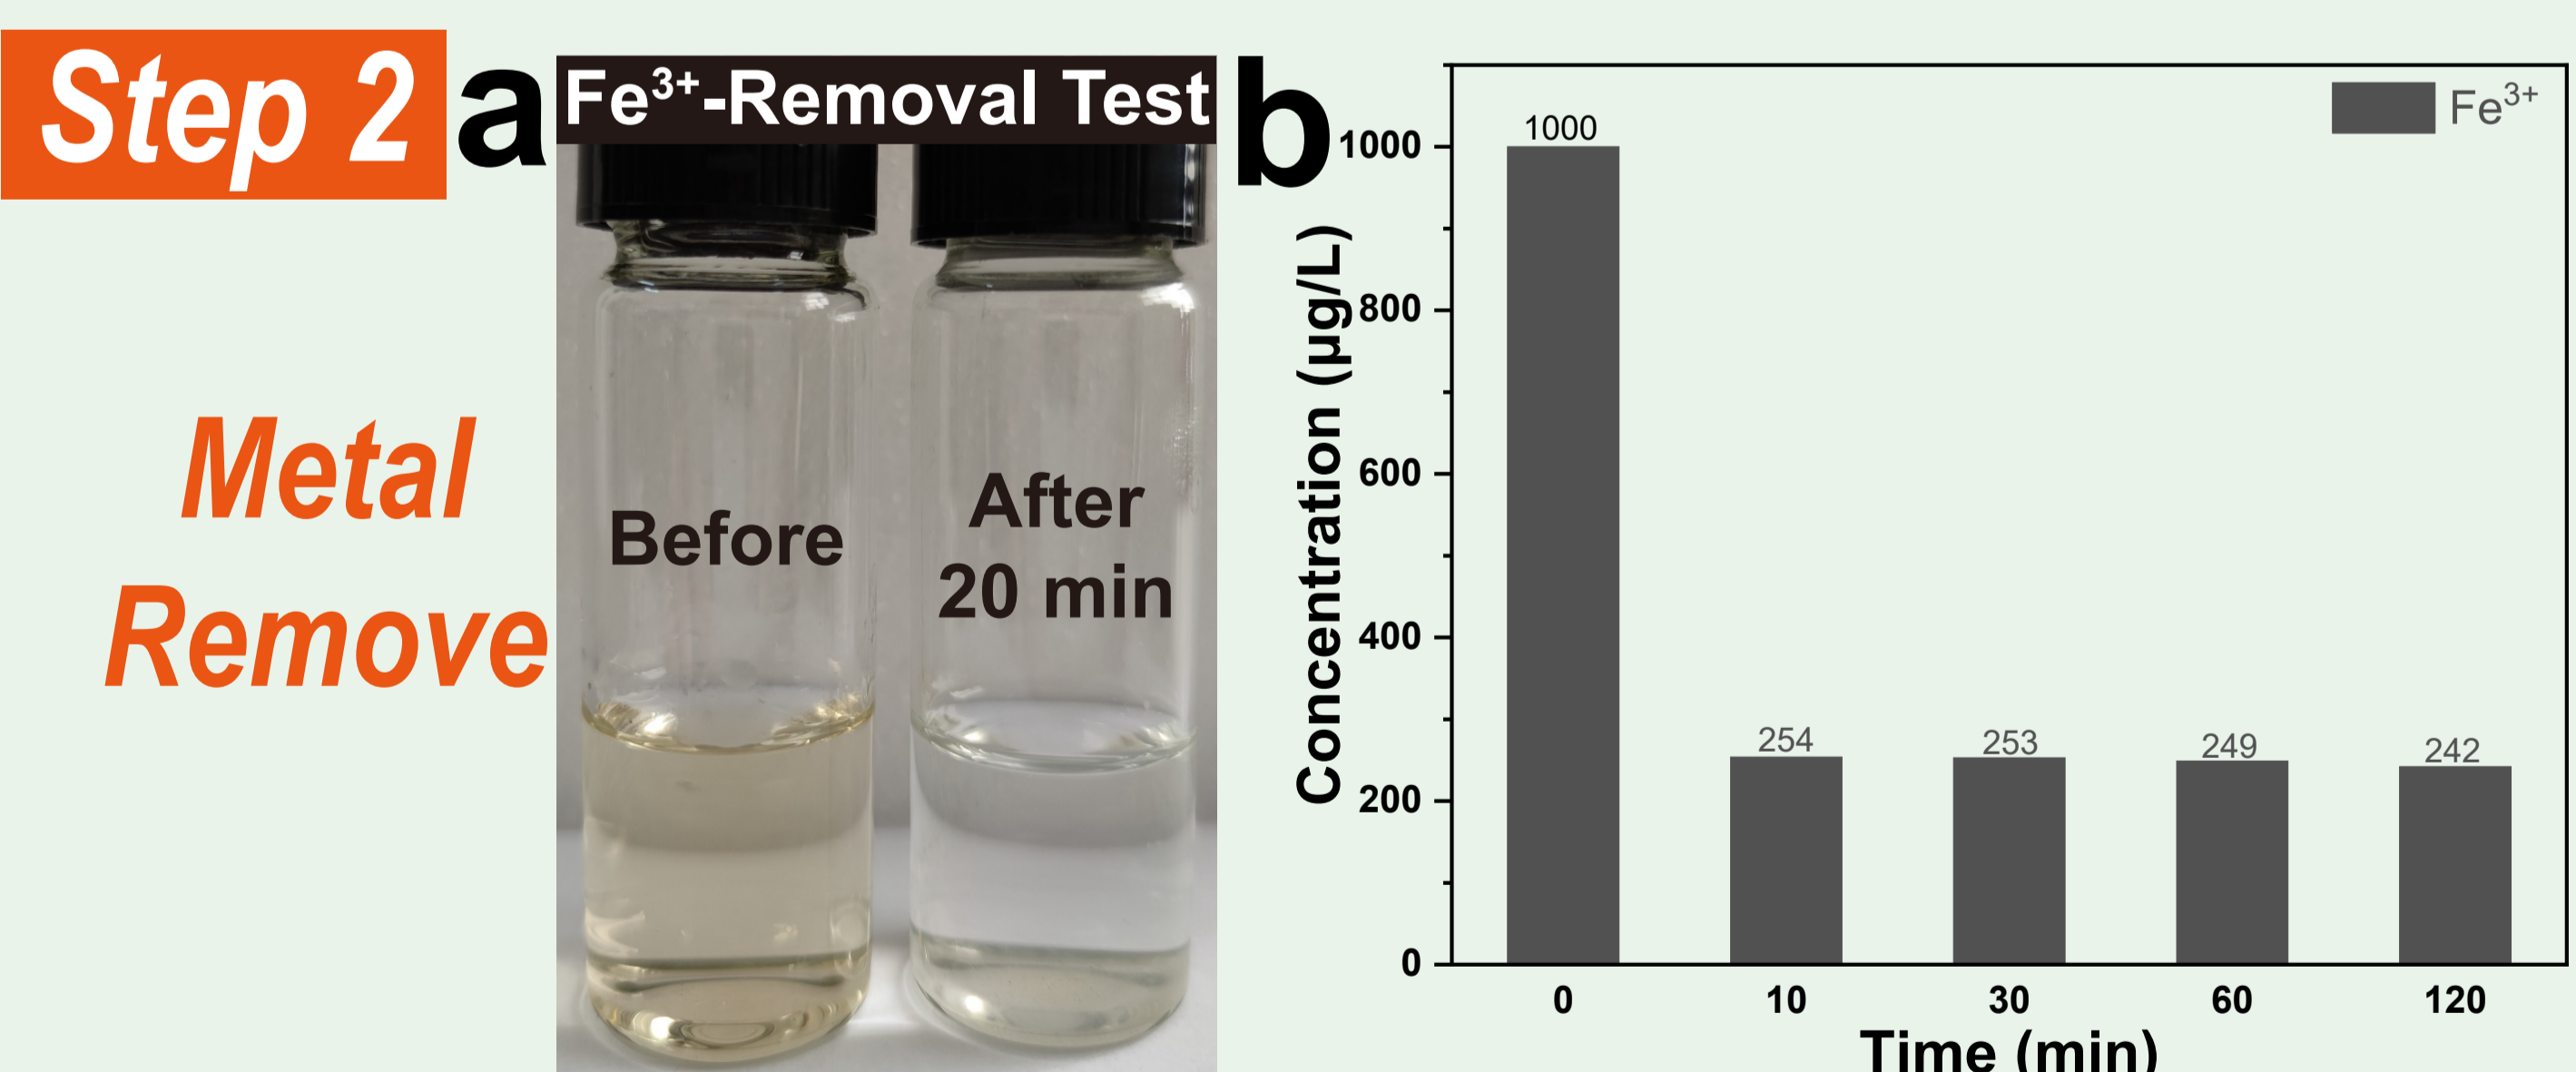 Step 2
Metal
Remove
a
Fe³⁺-Removal Test
Before
After
20 min
b
Fe³⁺
Concentration (µg/L)
1000
800
600
400
200
0
1000
254
253
249
242
0
10
30
60
120
Time (min)